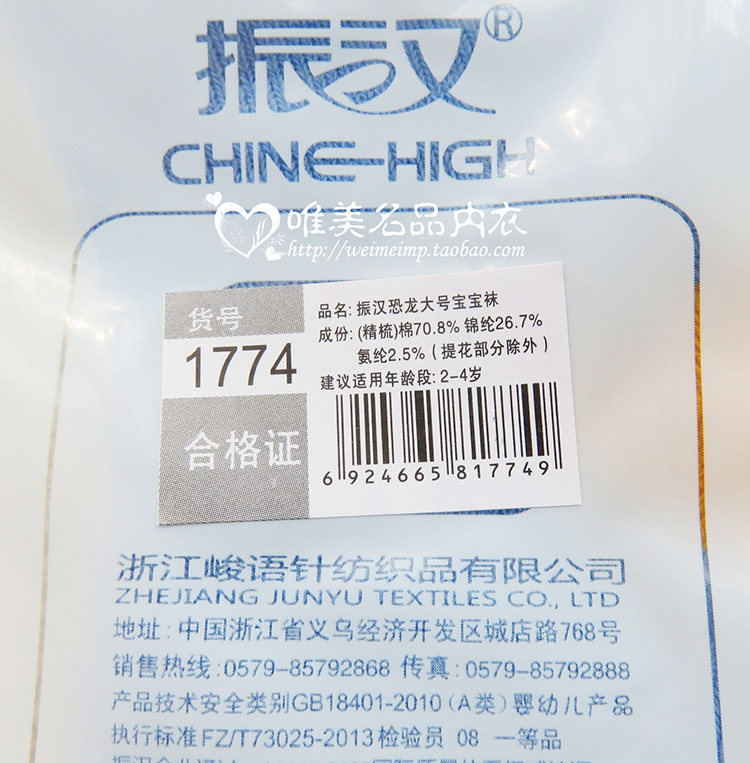 振汉®
CHINE-HIGH
唯美名品内衣
http://weimeimp.taobao.com
货号
1774
合格证
品名: 振汉恐龙大号宝宝袜
成份: (精梳)棉70.8% 锦纶26.7%
氨纶2.5% ( 提花部分除外 )
建议适用年龄段: 2-4岁
6 924665 817749
浙江峻语针纺织品有限公司
ZHEJIANG JUNYU TEXTILES CO., LTD
地址: 中国浙江省义乌经济开发区城店路768号
销售热线:0579-85792868 传真:0579-85792888
产品技术安全类别GB18401-2010 (A类) 婴幼儿产品
执行标准FZ/T73025-2013检验员 08 一等品